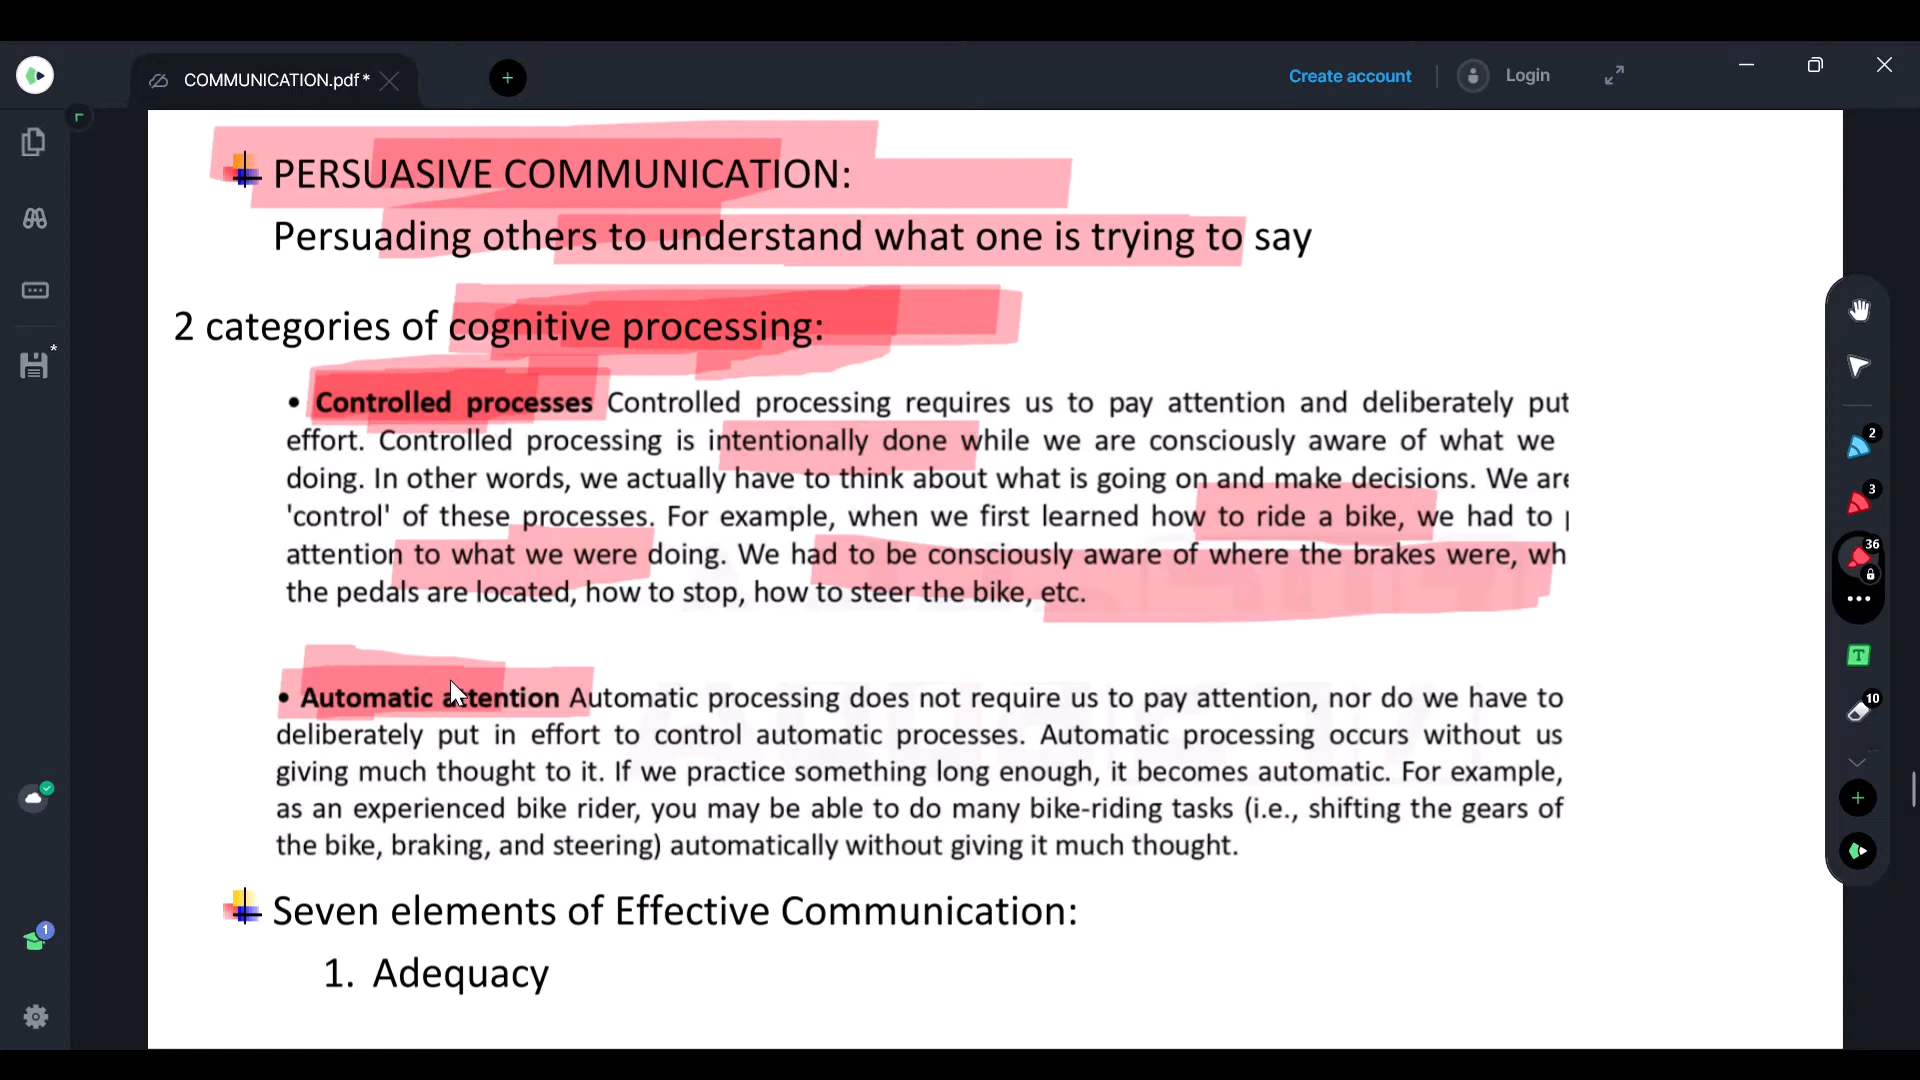 COMMUNICATION.pdf*
Create account
Login
PERSUASIVE COMMUNICATION:
Persuading others to understand what one is trying to say
2 categories of cognitive processing:
• Controlled processes Controlled processing requires us to pay attention and deliberately put
effort. Controlled processing is intentionally done while we are consciously aware of what we
doing. In other words, we actually have to think about what is going on and make decisions. We are
'control' of these processes. For example, when we first learned how to ride a bike, we had to
attention to what we were doing. We had to be consciously aware of where the brakes were, wh
the pedals are located, how to stop, how to steer the bike, etc.
• Automatic attention Automatic processing does not require us to pay attention, nor do we have to
deliberately put in effort to control automatic processes. Automatic processing occurs without us
giving much thought to it. If we practice something long enough, it becomes automatic. For example,
as an experienced bike rider, you may be able to do many bike-riding tasks (i.e., shifting the gears of
the bike, braking, and steering) automatically without giving it much thought.
Seven elements of Effective Communication:
1. Adequacy
2
3
36
T
10
1